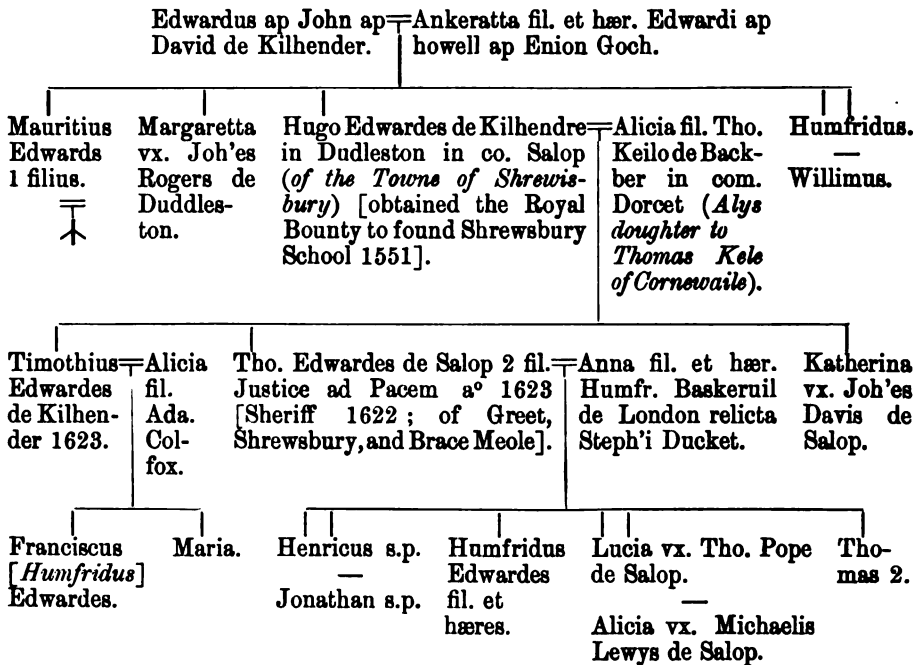 Edwardus ap John ap
David de Kilhender.
Ankeratta fil. et hær. Edwardi ap
howell ap Enion Goch.
Mauritius
Edwards
1 filius.
Margaretta
vx. Joh'es
Rogers de
Duddles-
ton.
Hugo Edwardes de Kilhendre
in Dudleston in co. Salop
(of the Towne of Shrewis-
bury) [obtained the Royal
Bounty to found Shrewsbury
School 1551].
Alicia fil. Tho.
Keilo de Back-
ber in com.
Dorcet (Alys
doughter to
Thomas Kele
of Cornewaile).
Humfridus.
—
Willimus.
Timothius
Edwardes
de Kilhen-
der 1623.
Alicia
fil.
Ada.
Col-
fox.
Tho. Edwardes de Salop 2 fil.
Justice ad Pacem aº 1623
[Sheriff 1622; of Greet,
Shrewsbury, and Brace Meole].
Anna fil. et hær.
Humfr. Baskeruil
de London relicta
Steph'i Ducket.
Katherina
vx. Joh'es
Davis de
Salop.
Franciscus
[Humfridus]
Edwardes.
Maria.
Henricus s.p.
—
Jonathan s.p.
Humfridus
Edwardes
fil. et
hæres.
Lucia vx. Tho. Pope
de Salop.
—
Alicia vx. Michaelis
Lewys de Salop.
Tho-
mas 2.